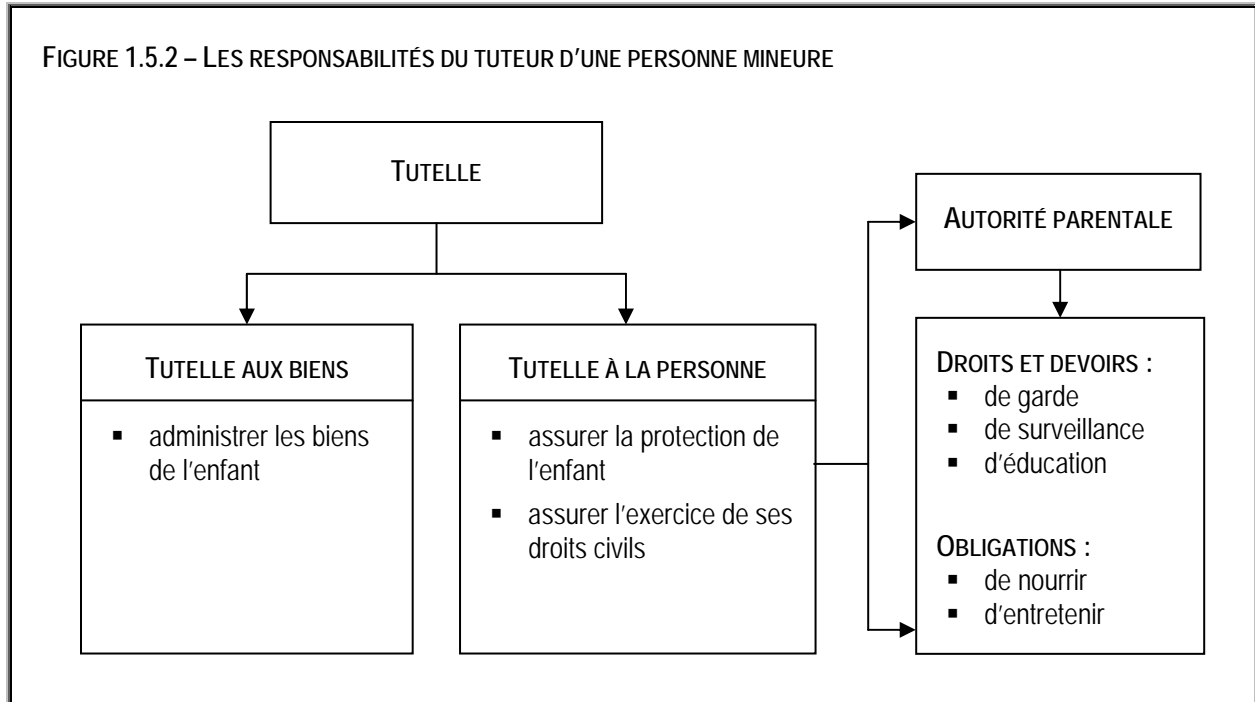 FIGURE 1.5.2 – LES RESPONSABILITÉS DU TUTEUR D'UNE PERSONNE MINEURE
TUTELLE
TUTELLE AUX BIENS
▪ administrer les biens
de l'enfant
TUTELLE À LA PERSONNE
▪ assurer la protection de
l'enfant
▪ assurer l'exercice de ses
droits civils
AUTORITÉ PARENTALE
DROITS ET DEVOIRS :
▪ de garde
▪ de surveillance
▪ d'éducation
OBLIGATIONS :
▪ de nourrir
▪ d'entretenir